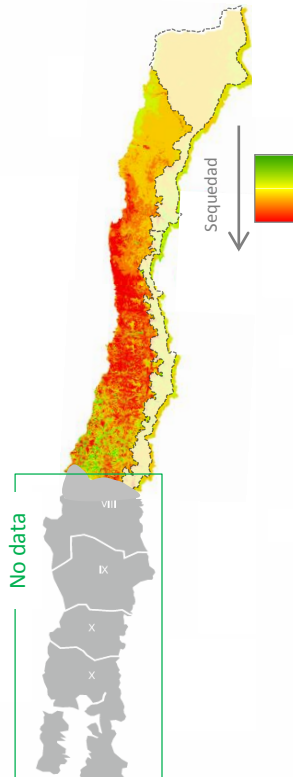 Sequedad
No data
VIII
IX
X
X